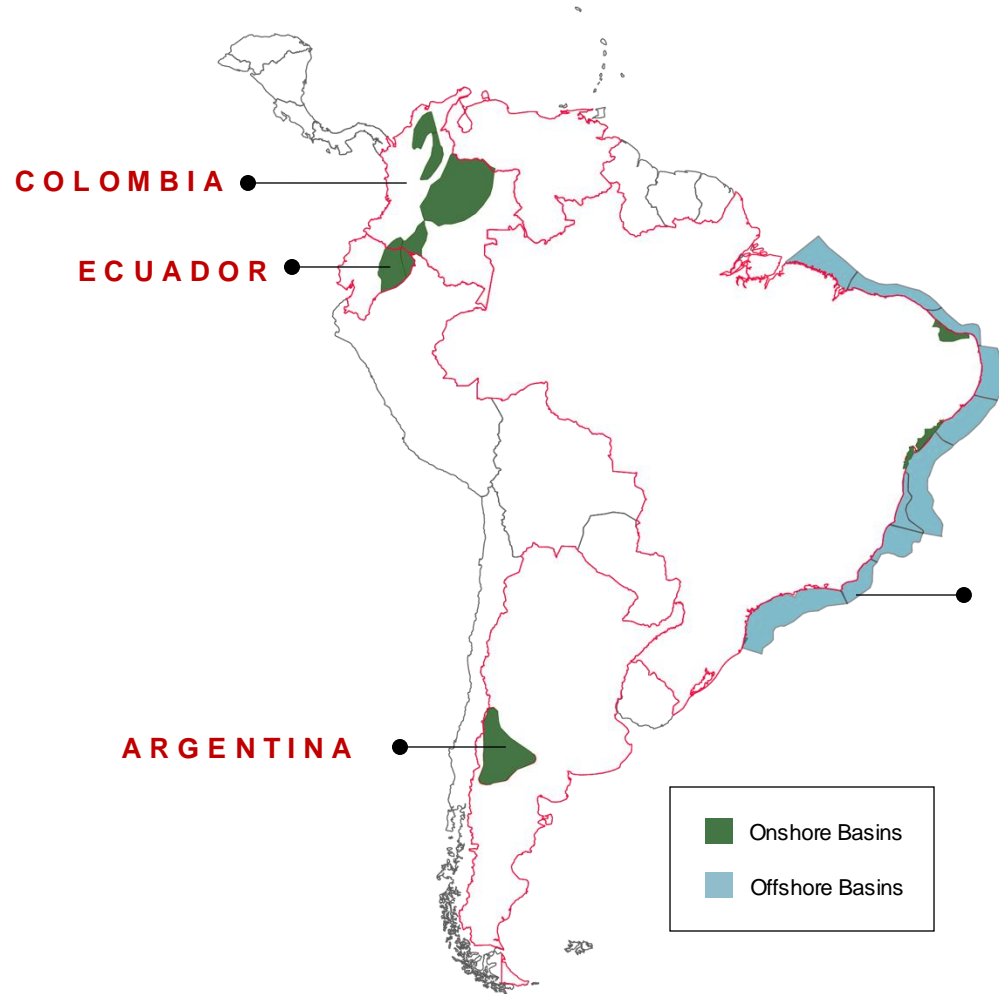 COLOMBIA
ECUADOR
ARGENTINA
Onshore Basins
Offshore Basins